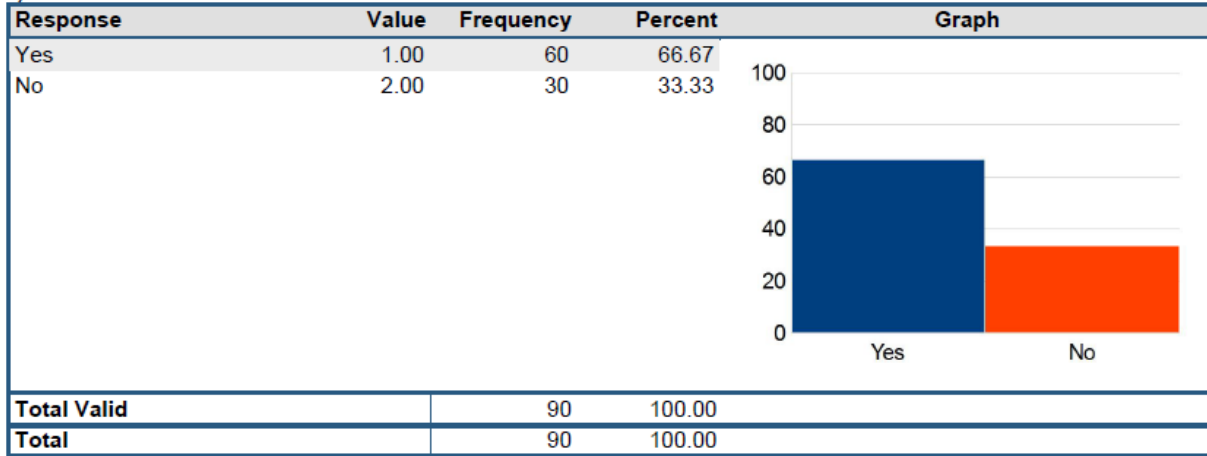 Response Value Frequency Percent Graph
Yes 1.00 60 66.67
No 2.00 30 33.33
100
80
60
40
20
0
Yes No
Total Valid 90 100.00
Total 90 100.00